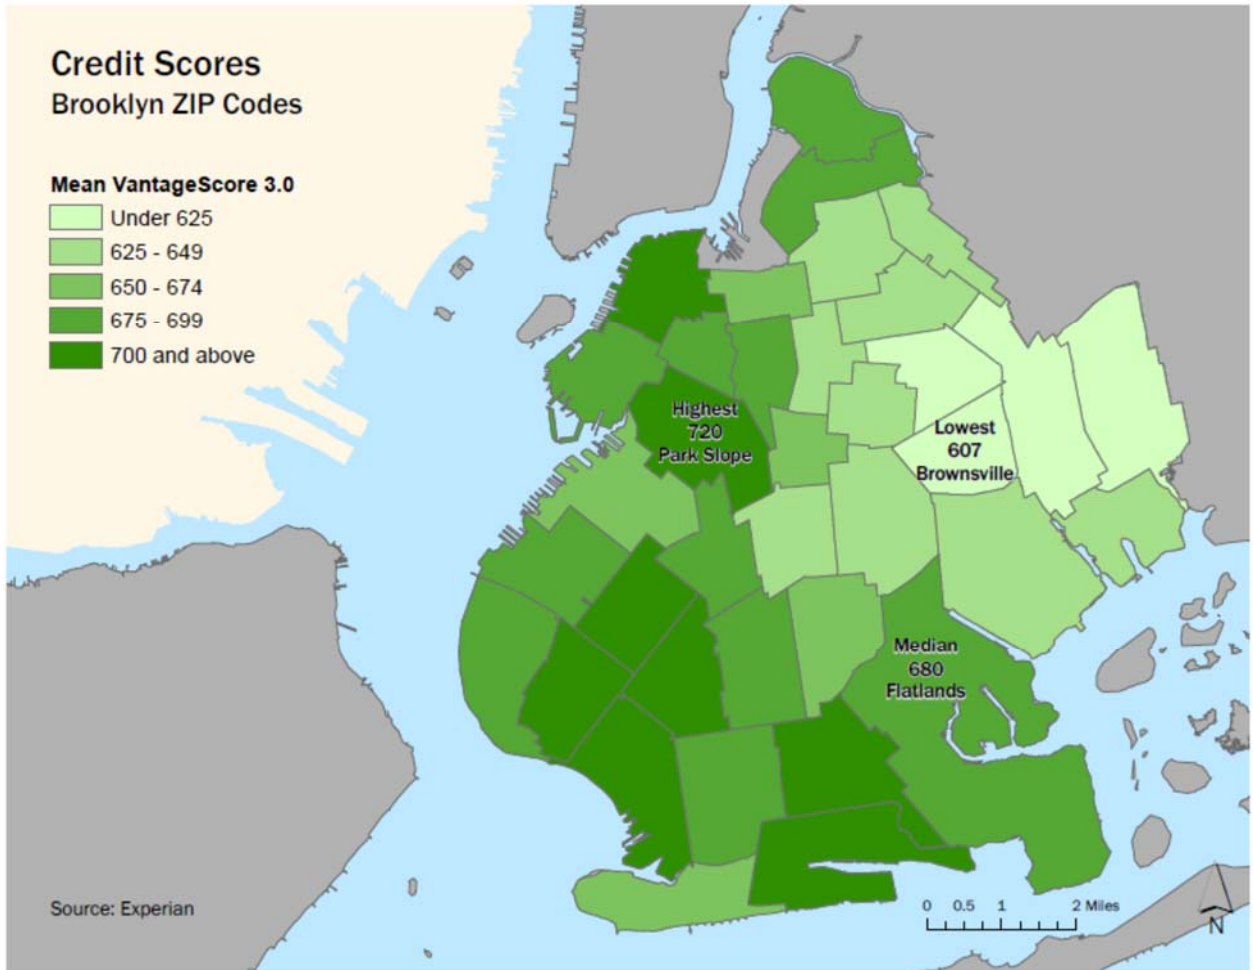 Credit Scores
Brooklyn ZIP Codes
Mean VantageScore 3.0
Under 625
625 - 649
650 - 674
675 - 699
700 and above
Highest
720
Park Slope
Lowest
607
Brownsville
Median
680
Flatlands
Source: Experian
0 0.5 1 2 Miles
N